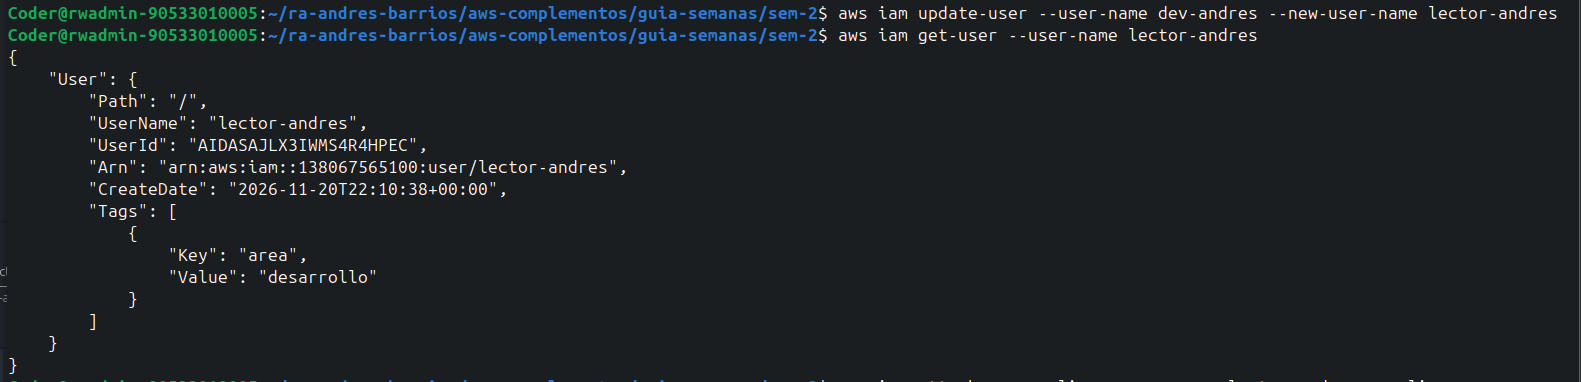 Coder@rwadmin-90533010005:~/ra-andres-barrios/aws-complementos/guia-semanas/sem-2$ aws iam update-user --user-name dev-andres --new-user-name lector-andres
Coder@rwadmin-90533010005:~/ra-andres-barrios/aws-complementos/guia-semanas/sem-2$ aws iam get-user --user-name lector-andres
{
    "User": {
        "Path": "/",
        "UserName": "lector-andres",
        "UserId": "AIDASAJLX3IWMS4R4HPEC",
        "Arn": "arn:aws:iam::138067565100:user/lector-andres",
        "CreateDate": "2026-11-20T22:10:38+00:00",
        "Tags": [
            {
                "Key": "area",
                "Value": "desarrollo"
            }
        ]
    }
}